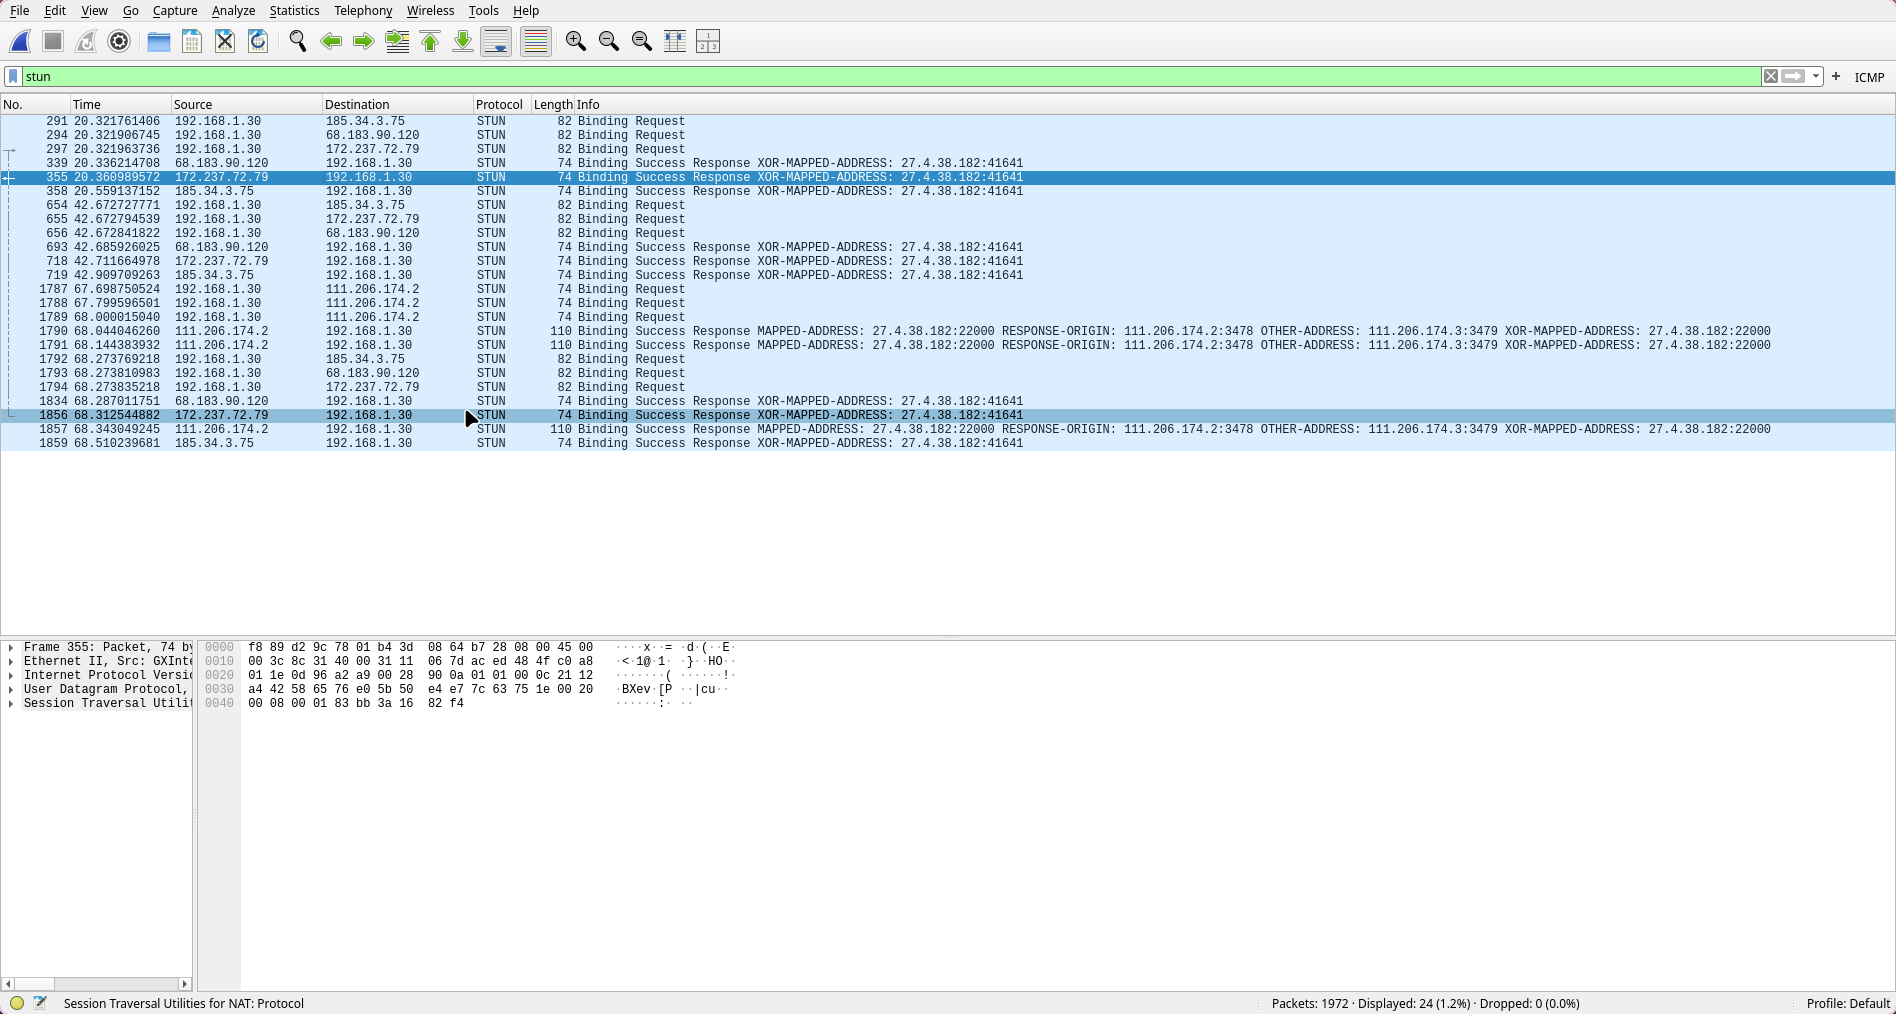 File Edit View Go Capture Analyze Statistics Telephony Wireless Tools Help
stun
ICMP
No. Time Source Destination Protocol Length Info
291 20.321761406 192.168.1.30 185.34.3.75 STUN 82 Binding Request
294 20.321906745 192.168.1.30 68.183.90.120 STUN 82 Binding Request
297 20.321963736 192.168.1.30 172.237.72.79 STUN 82 Binding Request
339 20.336214708 68.183.90.120 192.168.1.30 STUN 74 Binding Success Response XOR-MAPPED-ADDRESS: 27.4.38.182:41641
355 20.360989572 172.237.72.79 192.168.1.30 STUN 74 Binding Success Response XOR-MAPPED-ADDRESS: 27.4.38.182:41641
358 20.559137152 185.34.3.75 192.168.1.30 STUN 74 Binding Success Response XOR-MAPPED-ADDRESS: 27.4.38.182:41641
654 42.672727771 192.168.1.30 185.34.3.75 STUN 82 Binding Request
655 42.672794539 192.168.1.30 172.237.72.79 STUN 82 Binding Request
656 42.672841822 192.168.1.30 68.183.90.120 STUN 82 Binding Request
693 42.685926025 68.183.90.120 192.168.1.30 STUN 74 Binding Success Response XOR-MAPPED-ADDRESS: 27.4.38.182:41641
718 42.711664978 172.237.72.79 192.168.1.30 STUN 74 Binding Success Response XOR-MAPPED-ADDRESS: 27.4.38.182:41641
719 42.909709263 185.34.3.75 192.168.1.30 STUN 74 Binding Success Response XOR-MAPPED-ADDRESS: 27.4.38.182:41641
1787 67.698750524 192.168.1.30 111.206.174.2 STUN 74 Binding Request
1788 67.799596501 192.168.1.30 111.206.174.2 STUN 74 Binding Request
1789 68.000015040 192.168.1.30 111.206.174.2 STUN 74 Binding Request
1790 68.044046260 111.206.174.2 192.168.1.30 STUN 110 Binding Success Response MAPPED-ADDRESS: 27.4.38.182:22000 RESPONSE-ORIGIN: 111.206.174.2:3478 OTHER-ADDRESS: 111.206.174.3:3479 XOR-MAPPED-ADDRESS: 27.4.38.182:22000
1791 68.144383932 111.206.174.2 192.168.1.30 STUN 110 Binding Success Response MAPPED-ADDRESS: 27.4.38.182:22000 RESPONSE-ORIGIN: 111.206.174.2:3478 OTHER-ADDRESS: 111.206.174.3:3479 XOR-MAPPED-ADDRESS: 27.4.38.182:22000
1792 68.273769218 192.168.1.30 185.34.3.75 STUN 82 Binding Request
1793 68.273810983 192.168.1.30 68.183.90.120 STUN 82 Binding Request
1794 68.273835218 192.168.1.30 172.237.72.79 STUN 82 Binding Request
1834 68.287011751 68.183.90.120 192.168.1.30 STUN 74 Binding Success Response XOR-MAPPED-ADDRESS: 27.4.38.182:41641
1856 68.312544882 172.237.72.79 192.168.1.30 STUN 74 Binding Success Response XOR-MAPPED-ADDRESS: 27.4.38.182:41641
1857 68.343049245 111.206.174.2 192.168.1.30 STUN 110 Binding Success Response MAPPED-ADDRESS: 27.4.38.182:22000 RESPONSE-ORIGIN: 111.206.174.2:3478 OTHER-ADDRESS: 111.206.174.3:3479 XOR-MAPPED-ADDRESS: 27.4.38.182:22000
1859 68.510239681 185.34.3.75 192.168.1.30 STUN 74 Binding Success Response XOR-MAPPED-ADDRESS: 27.4.38.182:41641
Frame 355: Packet, 74 by
Ethernet II, Src: GXInte
Internet Protocol Versio
User Datagram Protocol,
Session Traversal Utilit
0000 f8 89 d2 9c 78 01 b4 3d 08 64 b7 28 08 00 45 00 ····x··= ·d·(··E·
0010 00 3c 8c 31 40 00 31 11 06 7d ac ed 48 4f c0 a8 ·<·1@·1· ·}··HO··
0020 01 1e 0d 96 a2 a9 00 28 90 0a 01 01 00 0c 21 12 ·······( ······!·
0030 a4 42 58 65 76 e0 5b 50 e4 e7 7c 63 75 1e 00 20 ·BXev·[P ··|cu··
0040 00 08 00 01 83 bb 3a 16 82 f4 ······:· ··
Session Traversal Utilities for NAT: Protocol
Packets: 1972 · Displayed: 24 (1.2%) · Dropped: 0 (0.0%)
Profile: Default